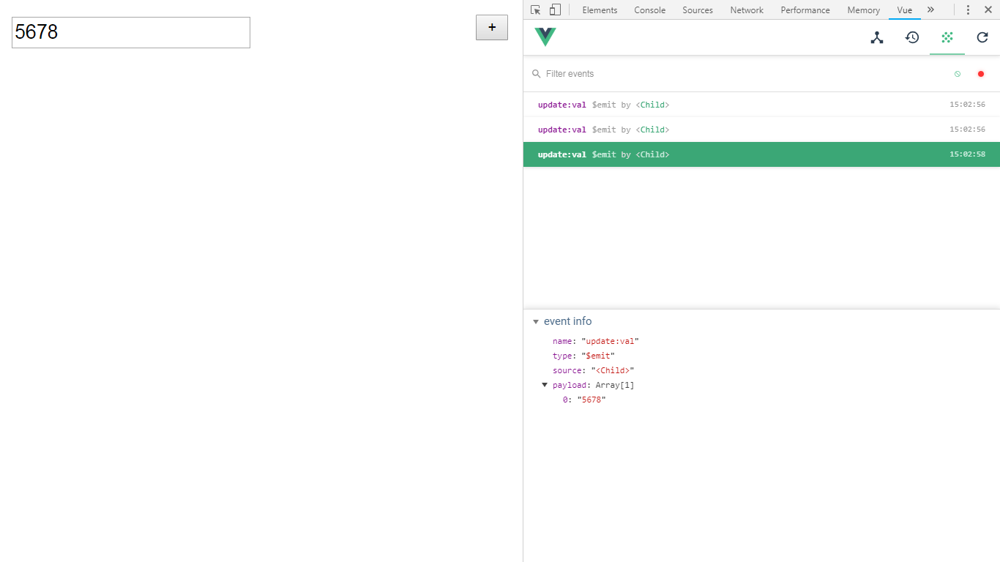 5678
+
Elements Console Sources Network Performance Memory Vue »
Filter events
update:val $emit by <Child> 15:02:56
update:val $emit by <Child> 15:02:56
update:val $emit by <Child> 15:02:58
event info
name: "update:val"
type: "$emit"
source: "<Child>"
payload: Array[1]
0: "5678"